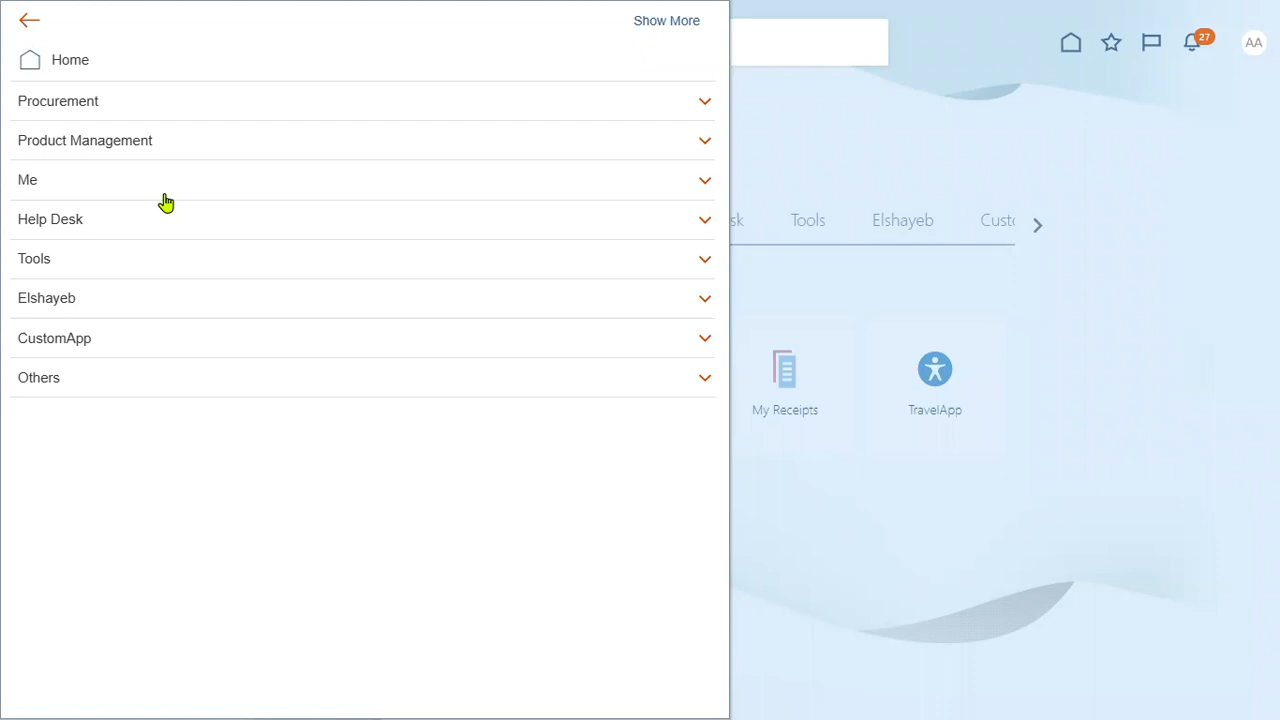 Show More
Home
Procurement
Product Management
Me
Help Desk
Tools
Elshayeb
CustomApp
Others
27
AA
sk Tools Elshayeb Custo
My Receipts
TravelApp